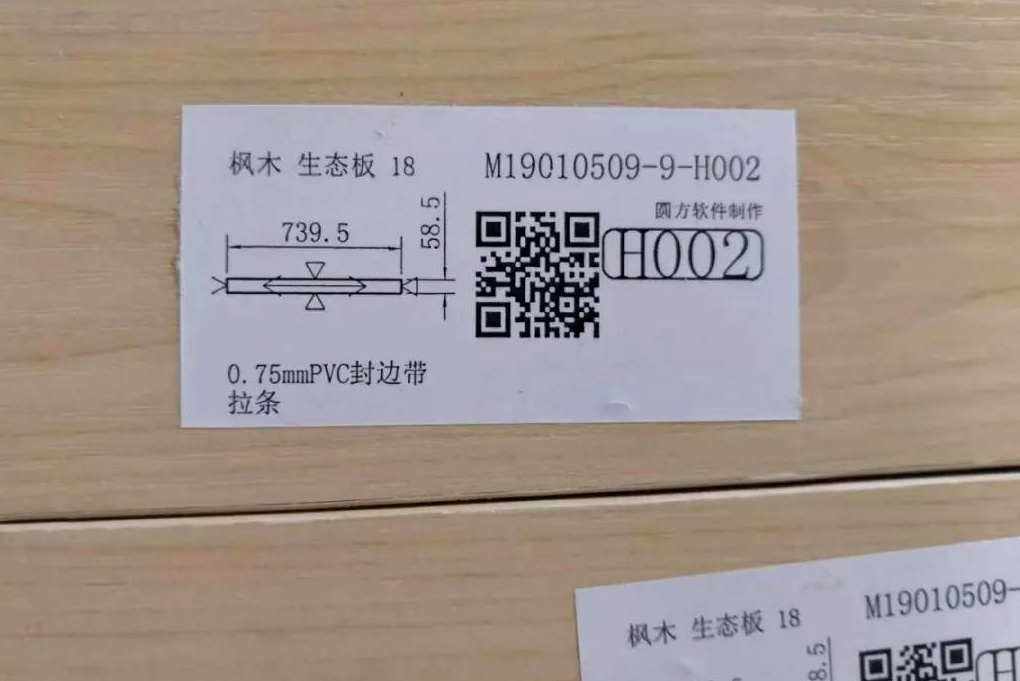 枫木 生态板 18
M19010509-9-H002
圆方软件制作
H002
739.5
58.5
0.75mmPVC封边带
拉条
枫木 生态板 18
M19010509-
8.5
H